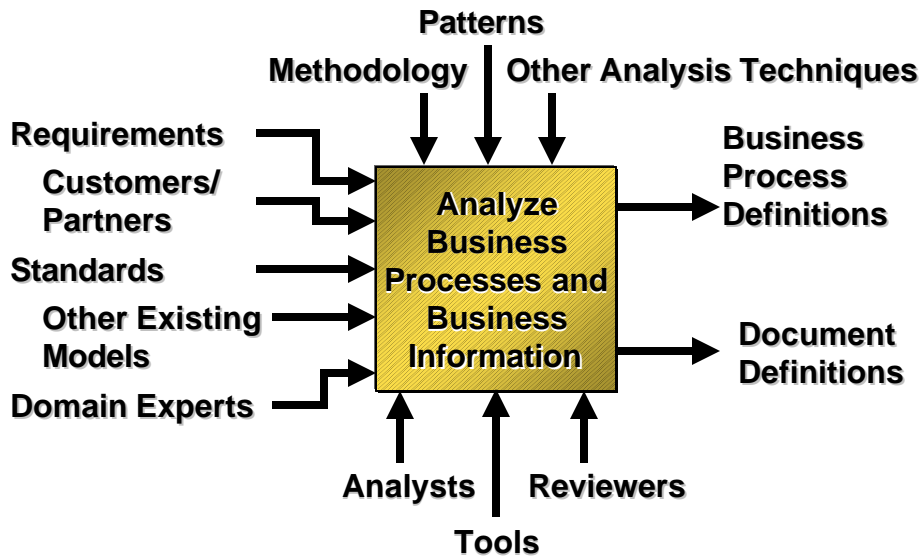 Patterns
Methodology
Other Analysis Techniques
Requirements
Customers/
Partners
Standards
Other Existing
Models
Domain Experts
Analyze
Business
Processes and
Business
Information
Business
Process
Definitions
Document
Definitions
Analysts
Reviewers
Tools